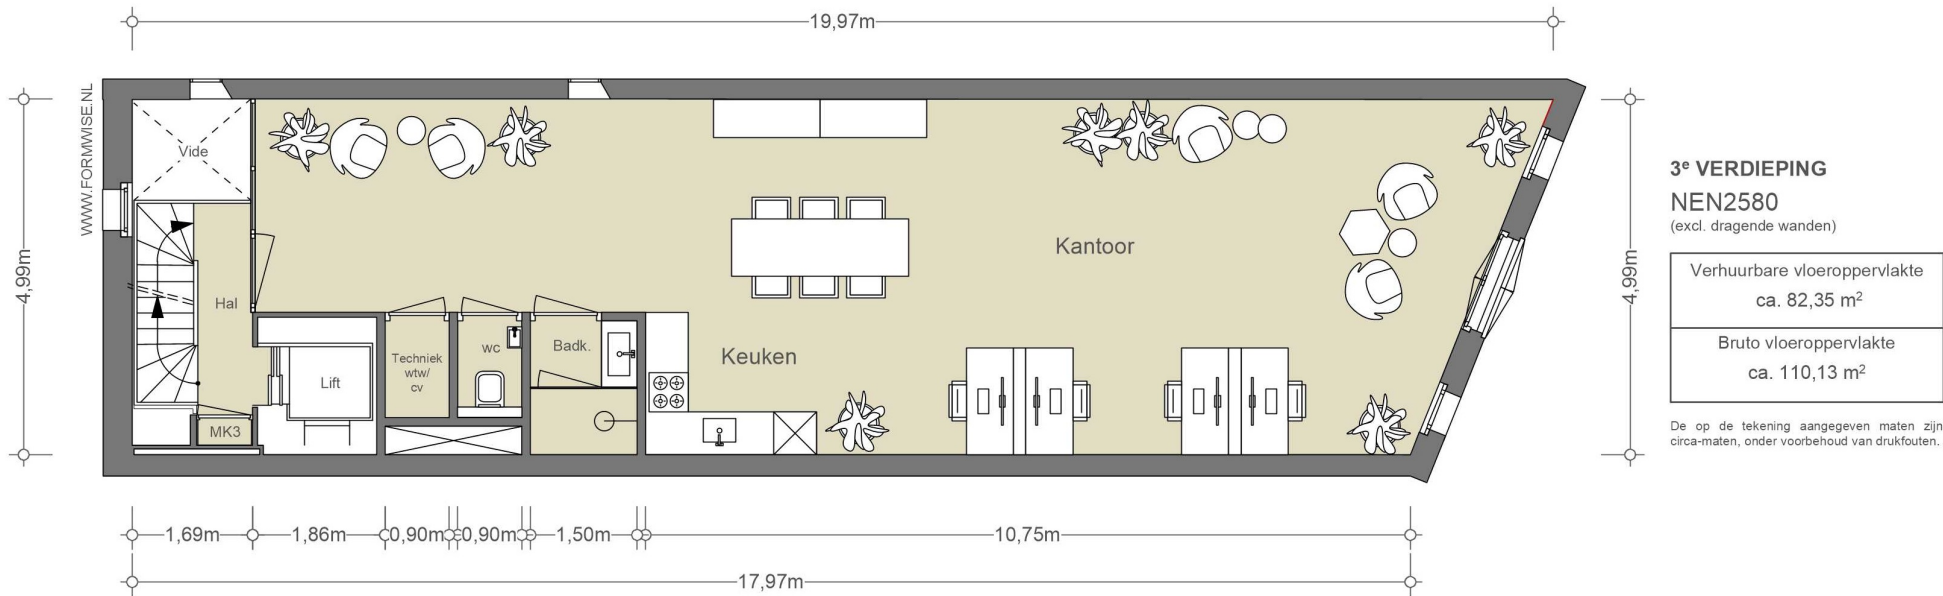 19,97m
WWW.FORMWISE.NL
4,99m
Vide
Hal
MK3
Lift
Techniek
wtw/
cv
wc
Badk.
Keuken
Kantoor
4,99m
3e VERDIEPING
NEN2580
(excl. dragende wanden)
Verhuurbare vloeroppervlakte
ca. 82,35 m²
Bruto vloeroppervlakte
ca. 110,13 m²
De op de tekening aangegeven maten zijn
circa-maten, onder voorbehoud van drukfouten.
1,69m
1,86m
0,90m
0,90m
1,50m
10,75m
17,97m